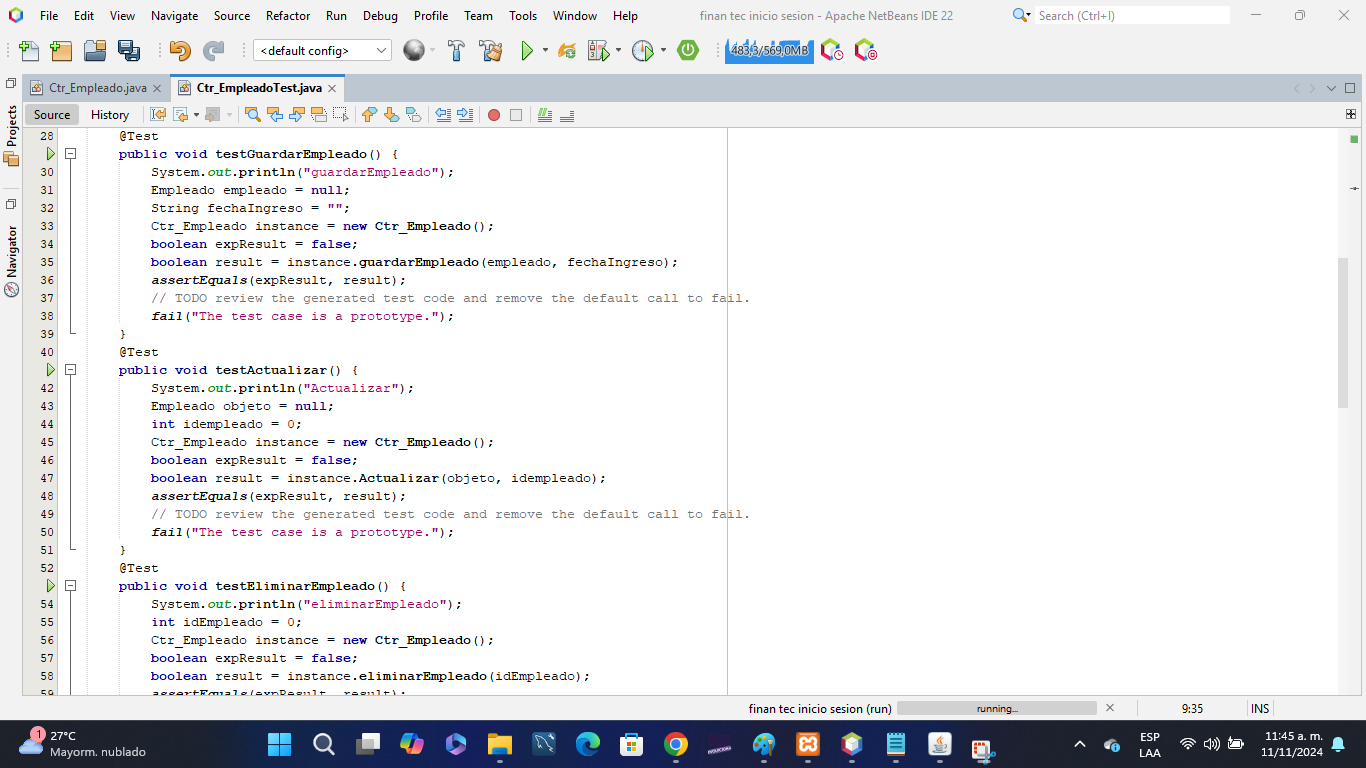 File Edit View Navigate Source Refactor Run Debug Profile Team Tools Window Help finan tec inicio sesion - Apache NetBeans IDE 22 Search (Ctrl+I)
<default config> 483,3/569,0MB
Ctr_Empleado.java Ctr_EmpleadoTest.java
Source History
Projects
Navigator
28 @Test
public void testGuardarEmpleado() {
30 System.out.println("guardarEmpleado");
31 Empleado empleado = null;
32 String fechaIngreso = "";
33 Ctr_Empleado instance = new Ctr_Empleado();
34 boolean expResult = false;
35 boolean result = instance.guardarEmpleado(empleado, fechaIngreso);
36 assertEquals(expResult, result);
37 // TODO review the generated test code and remove the default call to fail.
38 fail("The test case is a prototype.");
39 }
40 @Test
public void testActualizar() {
42 System.out.println("Actualizar");
43 Empleado objeto = null;
44 int idempleado = 0;
45 Ctr_Empleado instance = new Ctr_Empleado();
46 boolean expResult = false;
47 boolean result = instance.Actualizar(objeto, idempleado);
48 assertEquals(expResult, result);
49 // TODO review the generated test code and remove the default call to fail.
50 fail("The test case is a prototype.");
51 }
52 @Test
public void testEliminarEmpleado() {
54 System.out.println("eliminarEmpleado");
55 int idEmpleado = 0;
56 Ctr_Empleado instance = new Ctr_Empleado();
57 boolean expResult = false;
58 boolean result = instance.eliminarEmpleado(idEmpleado);
59 assertEquals(expResult, result);
finan tec inicio sesion (run) running... 9:35 INS
1 27°C
Mayorm. nublado
ESP
LAA
11:45 a. m.
11/11/2024